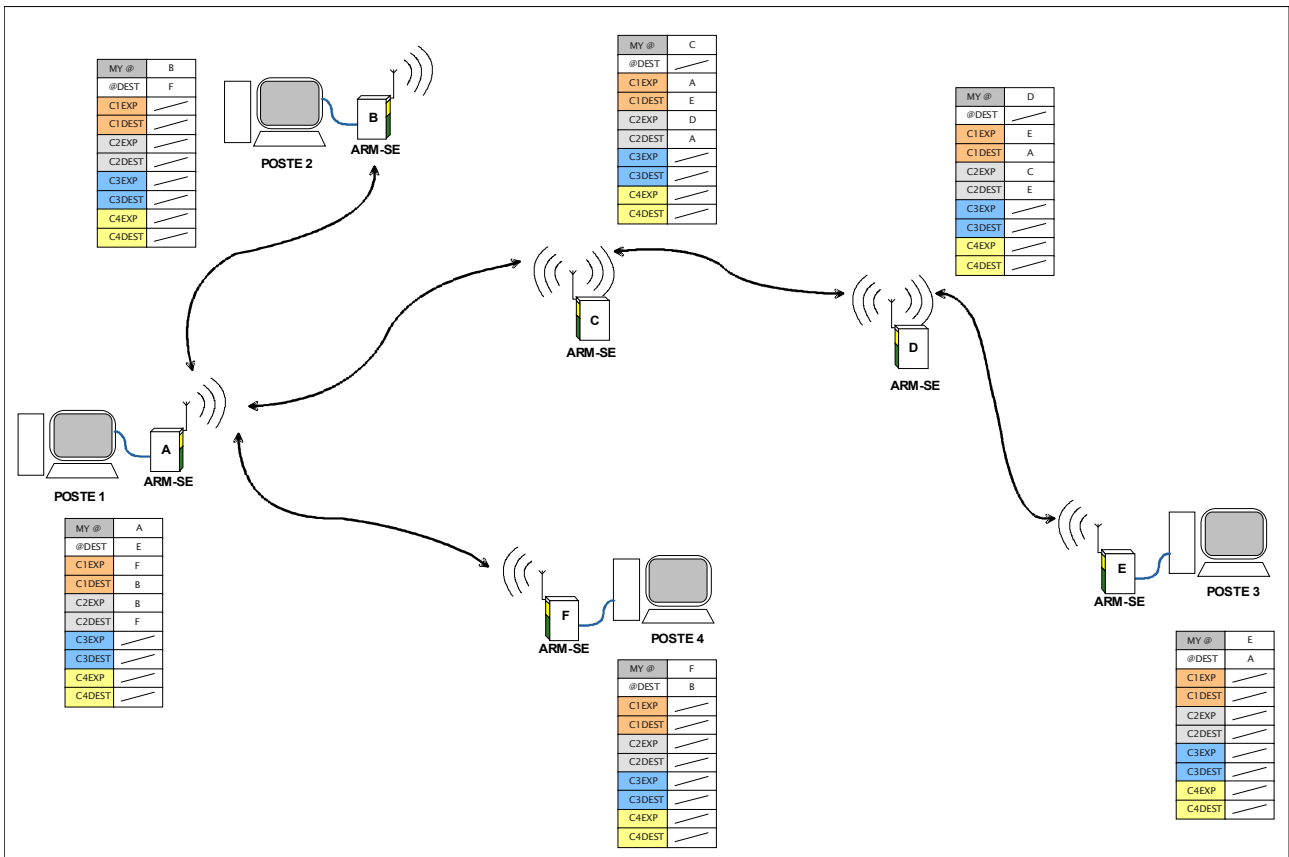 MY @ B
@DEST F
C1EXP
C1DEST
C2EXP
C2DEST
C3EXP
C3DEST
C4EXP
C4DEST
B
POSTE 2
ARM-SE
MY @ C
@DEST
C1EXP A
C1DEST E
C2EXP D
C2DEST A
C3EXP
C3DEST
C4EXP
C4DEST
MY @ D
@DEST
C1EXP E
C1DEST A
C2EXP C
C2DEST E
C3EXP
C3DEST
C4EXP
C4DEST
C
ARM-SE
D
ARM-SE
A
ARM-SE
POSTE 1
MY @ A
@DEST E
C1EXP F
C1DEST B
C2EXP B
C2DEST F
C3EXP
C3DEST
C4EXP
C4DEST
F
ARM-SE
POSTE 4
MY @ F
@DEST B
C1EXP
C1DEST
C2EXP
C2DEST
C3EXP
C3DEST
C4EXP
C4DEST
E
ARM-SE
POSTE 3
MY @ E
@DEST A
C1EXP
C1DEST
C2EXP
C2DEST
C3EXP
C3DEST
C4EXP
C4DEST